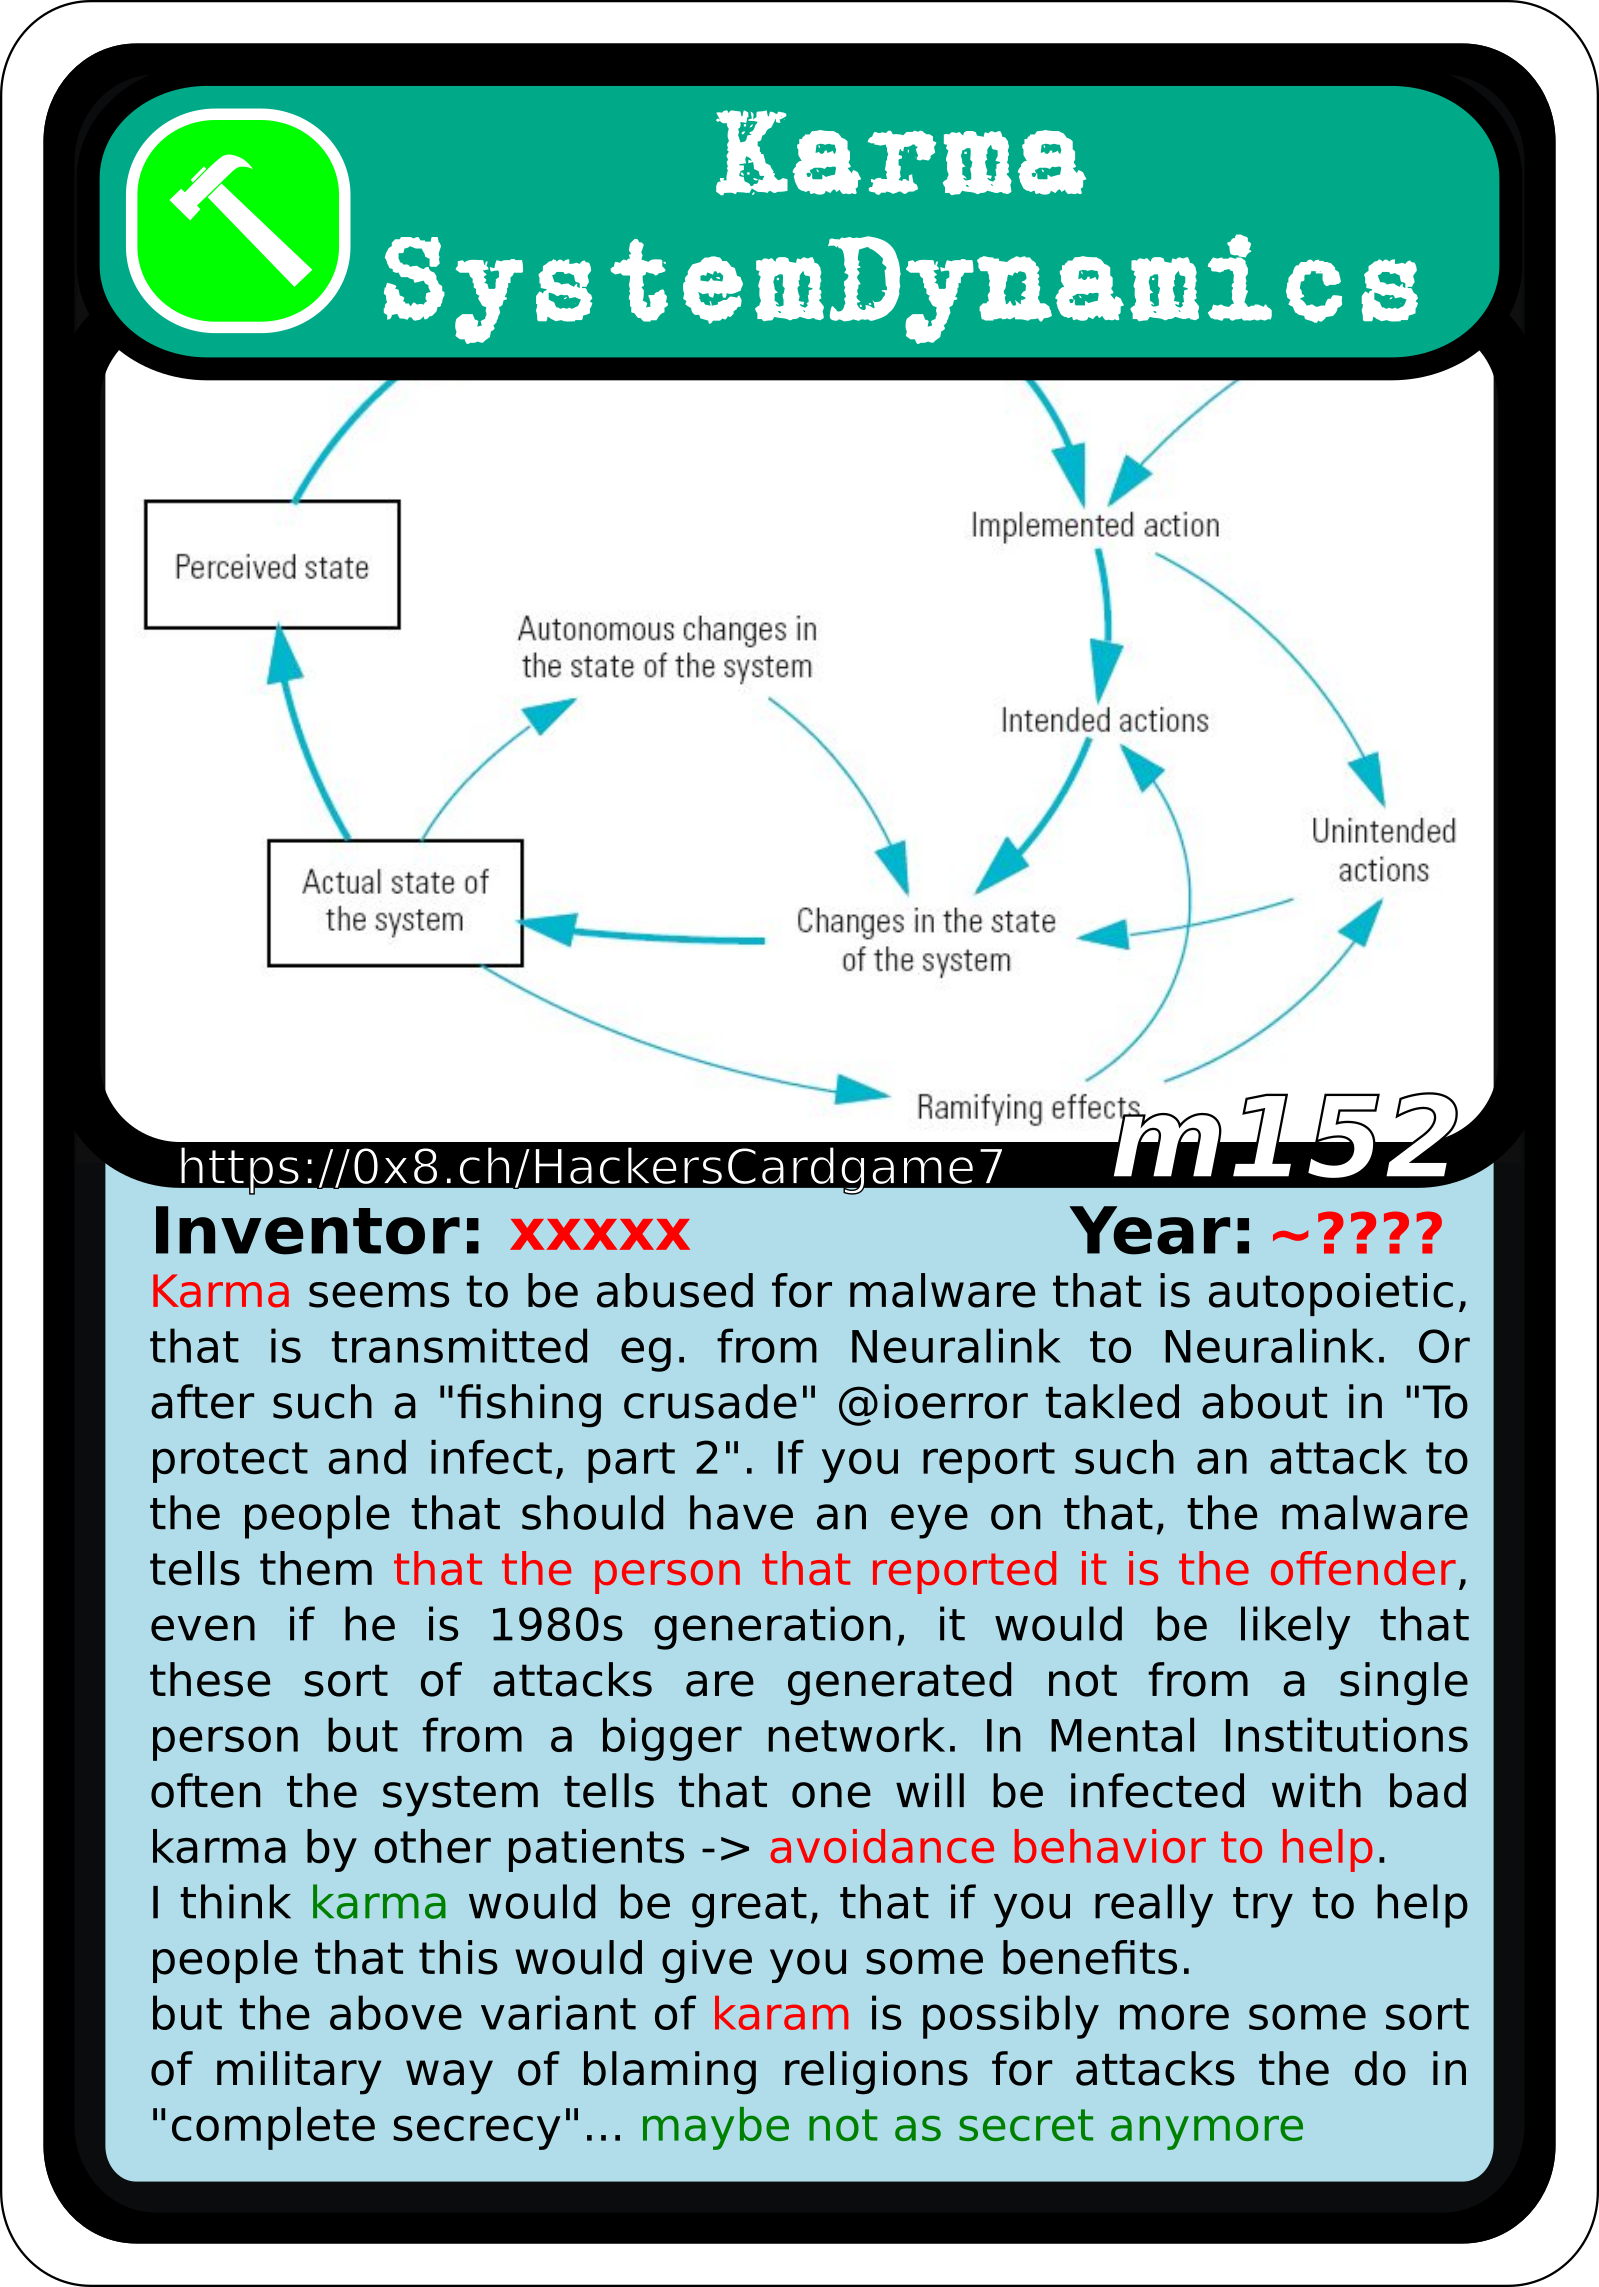 Karma
SystemDynamics
Implemented action
Perceived state
Autonomous changes in
the state of the system
Intended actions
Unintended
actions
Actual state of
the system
Changes in the state
of the system
Ramifying effects
m152
https://0x8.ch/HackersCardgame7
Inventor: xxxxx Year: ~????
Karma seems to be abused for malware that is autopoietic,
that is transmitted eg. from Neuralink to Neuralink. Or
after such a "fishing crusade" @ioerror takled about in "To
protect and infect, part 2". If you report such an attack to
the people that should have an eye on that, the malware
tells them that the person that reported it is the offender,
even if he is 1980s generation, it would be likely that
these sort of attacks are generated not from a single
person but from a bigger network. In Mental Institutions
often the system tells that one will be infected with bad
karma by other patients -> avoidance behavior to help.
I think karma would be great, that if you really try to help
people that this would give you some benefits.
but the above variant of karam is possibly more some sort
of military way of blaming religions for attacks the do in
"complete secrecy"... maybe not as secret anymore